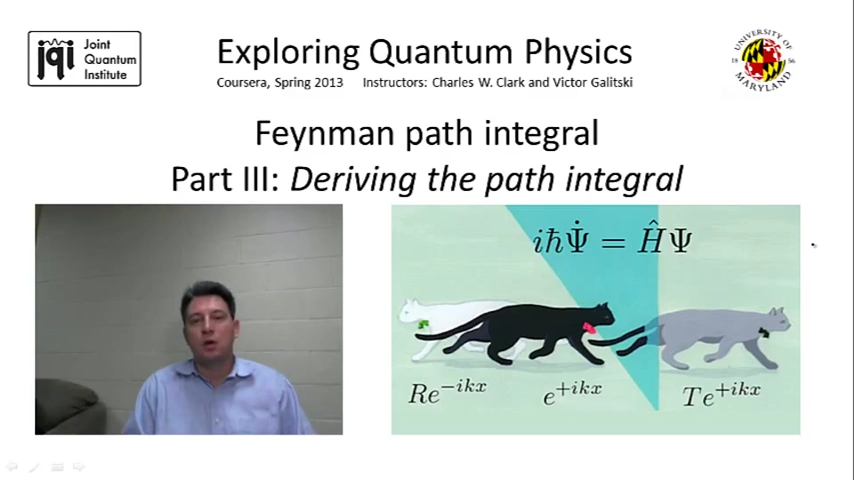 jqi Joint Quantum Institute
Exploring Quantum Physics
Coursera, Spring 2013 Instructors: Charles W. Clark and Victor Galitski
UNIVERSITY OF MARYLAND
18 56
Feynman path integral
Part III: Deriving the path integral
iħΨ̇ = ĤΨ
Re^{-ikx} e^{+ikx} Te^{+ikx}